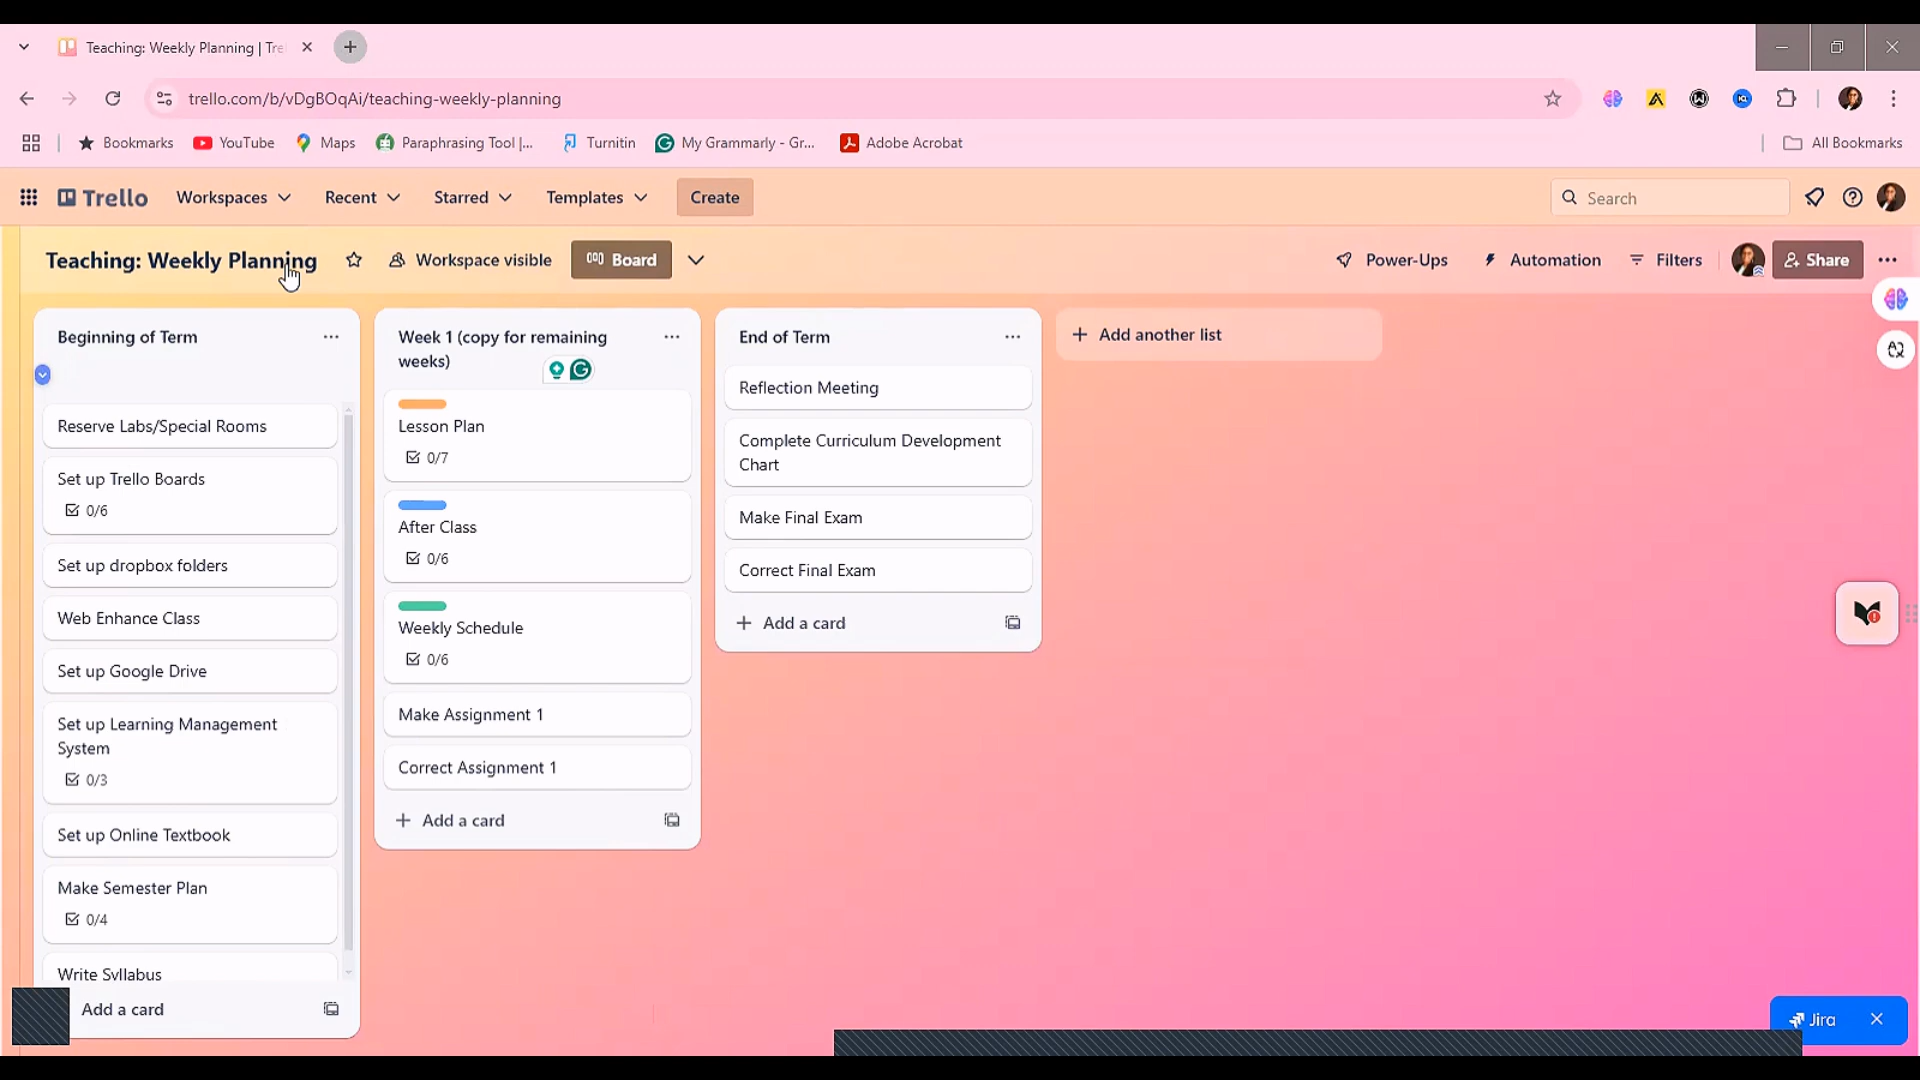 Teaching: Weekly Planning | Tre
trello.com/b/vDgBOqAi/teaching-weekly-planning
Bookmarks
YouTube
Maps
Paraphrasing Tool |...
Turnitin
My Grammarly - Gr...
Adobe Acrobat
All Bookmarks
Trello
Workspaces
Recent
Starred
Templates
Create
Search
Teaching: Weekly Planning
Workspace visible
Board
Power-Ups
Automation
Filters
Share
Beginning of Term
Reserve Labs/Special Rooms
Set up Trello Boards
0/6
Set up dropbox folders
Web Enhance Class
Set up Google Drive
Set up Learning Management
System
0/3
Set up Online Textbook
Make Semester Plan
0/4
Write Syllabus
Add a card
Week 1 (copy for remaining
weeks)
Lesson Plan
0/7
After Class
0/6
Weekly Schedule
0/6
Make Assignment 1
Correct Assignment 1
Add a card
End of Term
Reflection Meeting
Complete Curriculum Development
Chart
Make Final Exam
Correct Final Exam
Add a card
Add another list
Jira